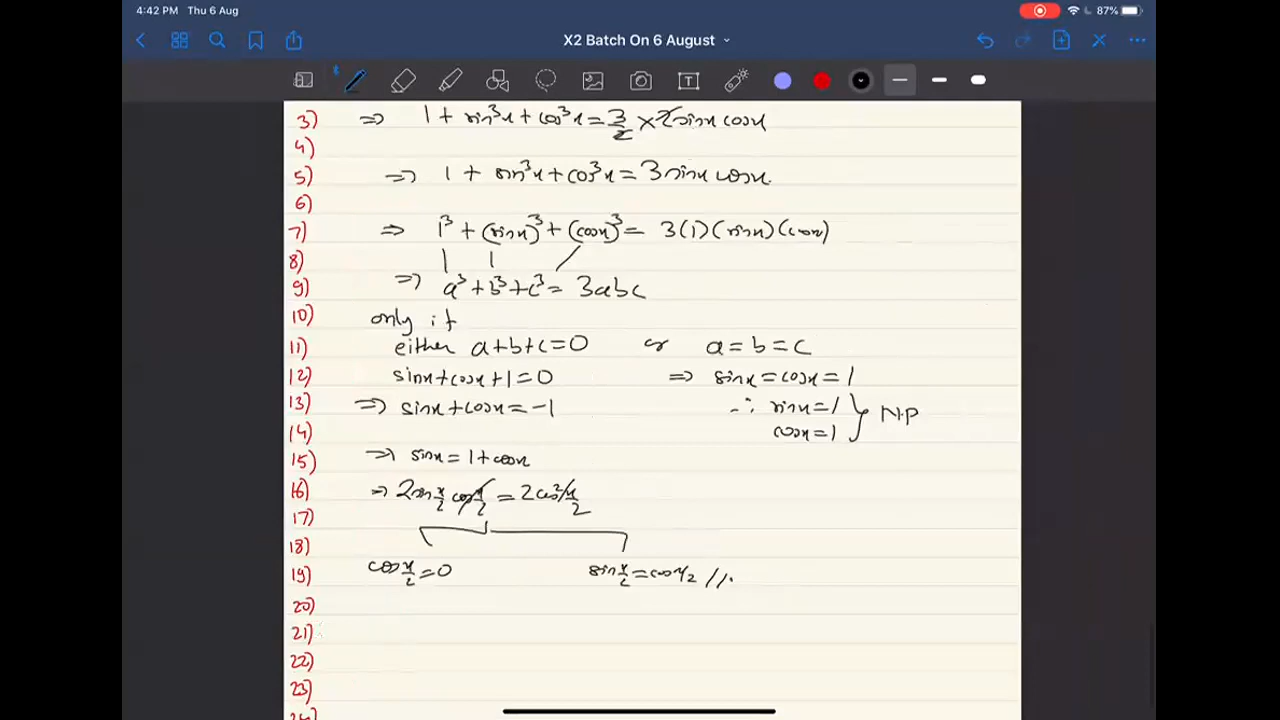 4:42 PM Thu 6 Aug
87%
X2 Batch On 6 August
3) ⇒ 1 + sin³x + cos³x = 3/2 × 2sinx cosx
4)
5) ⇒ 1 + sin³x + cos³x = 3 sinx cosx.
6)
7) ⇒ 1³ + (sinx)³ + (cosx)³ = 3(1)(sinx)(cosx)
8)
9) ⇒ a³ + b³ + c³ = 3abc
10) only if
11) either a+b+c=0 or a = b = c
12) sinx+cosx+1=0 ⇒ sinx = cosx = 1
13) ⇒ sinx+cosx = -1 ∴ sinx=1 } NP
14) cosx=1
15) ⇒ sinx = 1+cosx
16) ⇒ 2sin x/2 cos x/2 = 2cos² x/2
17)
18)
19) cos x/2 = 0 sin x/2 = cos x/2 //.
20)
21)
22)
23)
24)